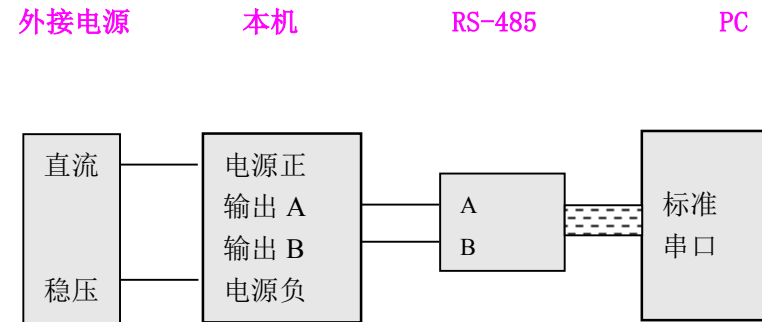 外接电源 本机 RS-485 PC
直流
稳压
电源正
输出 A
输出 B
电源负
A
B
标准
串口